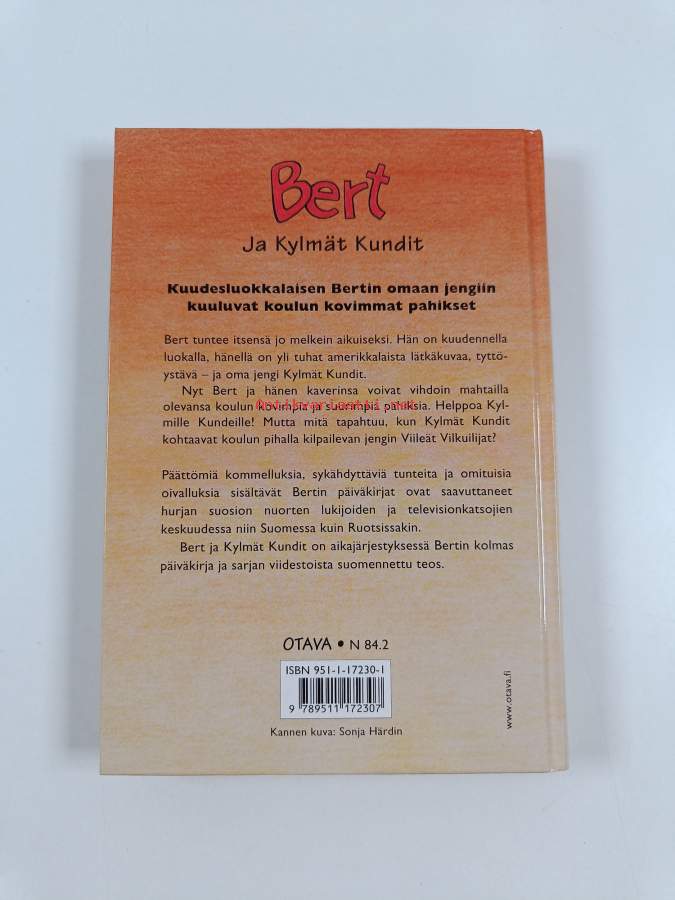 Bert
Ja Kylmät Kundit
Kuudesluokkalaisen Bertin omaan jengiin
kuuluvat koulun kovimmat pahikset
Bert tuntee itsensä jo melkein aikuiseksi. Hän on kuudennella
luokalla, hänellä on yli tuhat amerikkalaista lätkäkuvaa, tyttö-
ystävä – ja oma jengi Kylmät Kundit.
Nyt Bert ja hänen kaverinsa voivat vihdoin mahtailla
olevansa koulun kovimpia ja suurimpia pahiksia. Helppoa Kyl-
mille Kundeille! Mutta mitä tapahtuu, kun Kylmät Kundit
kohtaavat koulun pihalla kilpailevan jengin Viileät Vilkuilijat?
Antikvariaatti.net
Päättömiä kommelluksia, sykähdyttäviä tunteita ja omituisia
oivalluksia sisältävät Bertin päiväkirjat ovat saavuttaneet
hurjan suosion nuorten lukijoiden ja televisionkatsojien
keskuudessa niin Suomessa kuin Ruotsissakin.
Bert ja Kylmät Kundit on aikajärjestyksessä Bertin kolmas
päiväkirja ja sarjan viidestoista suomennettu teos.
OTAVA • N 84.2
ISBN 951-1-17230-1
9 789511 172307
Kannen kuva: Sonja Härdin
www.otava.fi